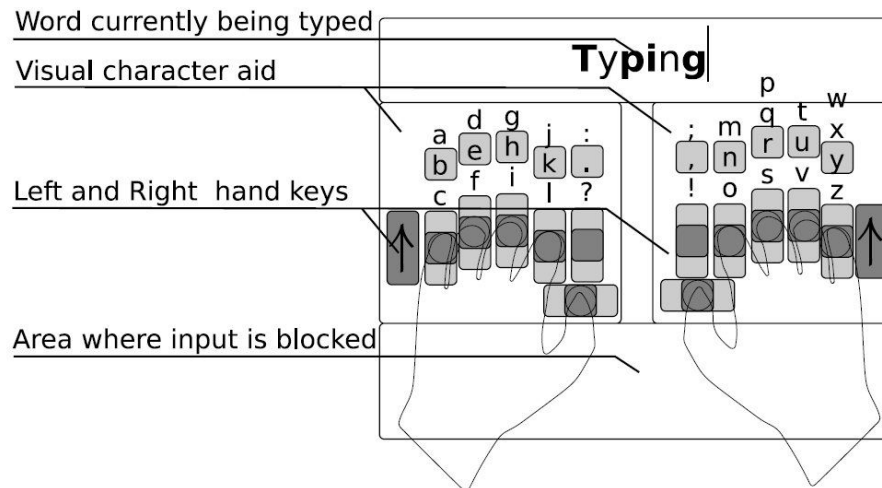 Word currently being typed
Typing
Visual character aid
a d g j :
b e h k .
c f i l ?
; m p q t w x
, n r u y
! o s v z
Left and Right hand keys
Area where input is blocked